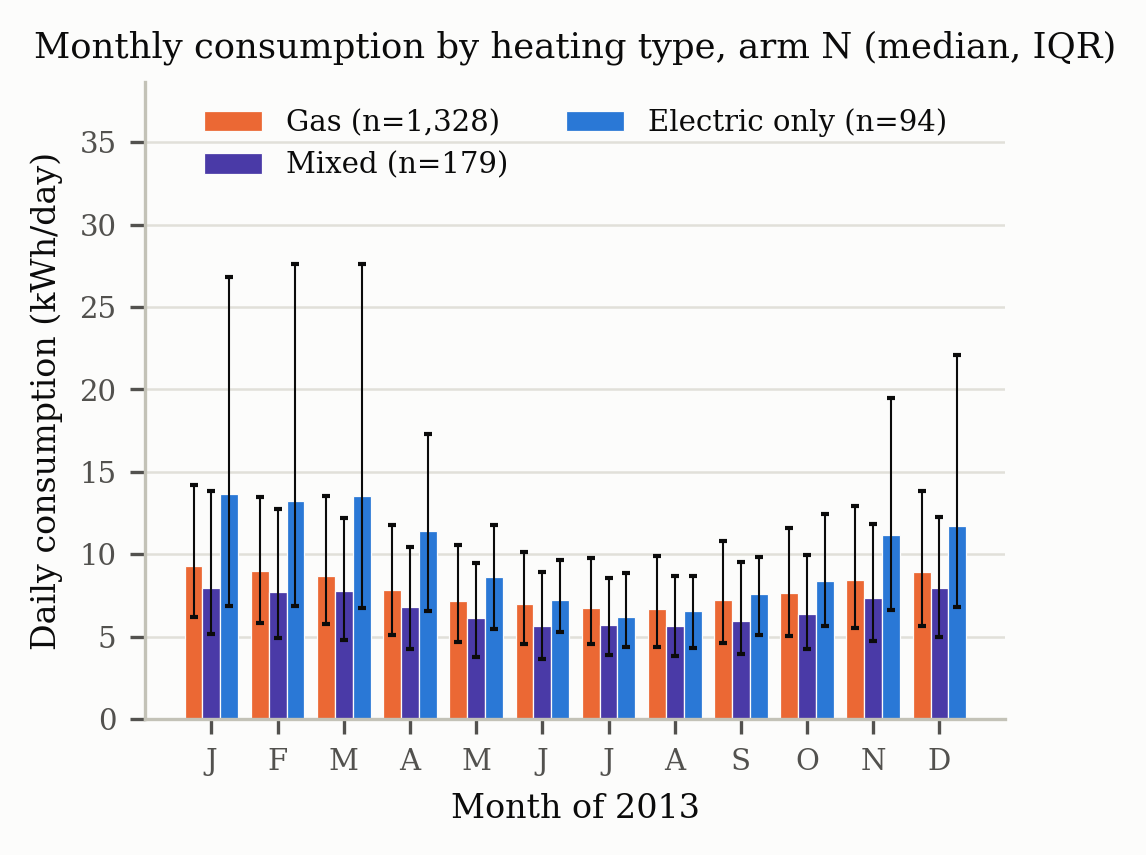 Monthly consumption by heating type, arm N (median, IQR)
Gas (n=1,328)
Electric only (n=94)
Mixed (n=179)
Daily consumption (kWh/day)
35
30
25
20
15
10
5
0
J F M A M J J A S O N D
Month of 2013